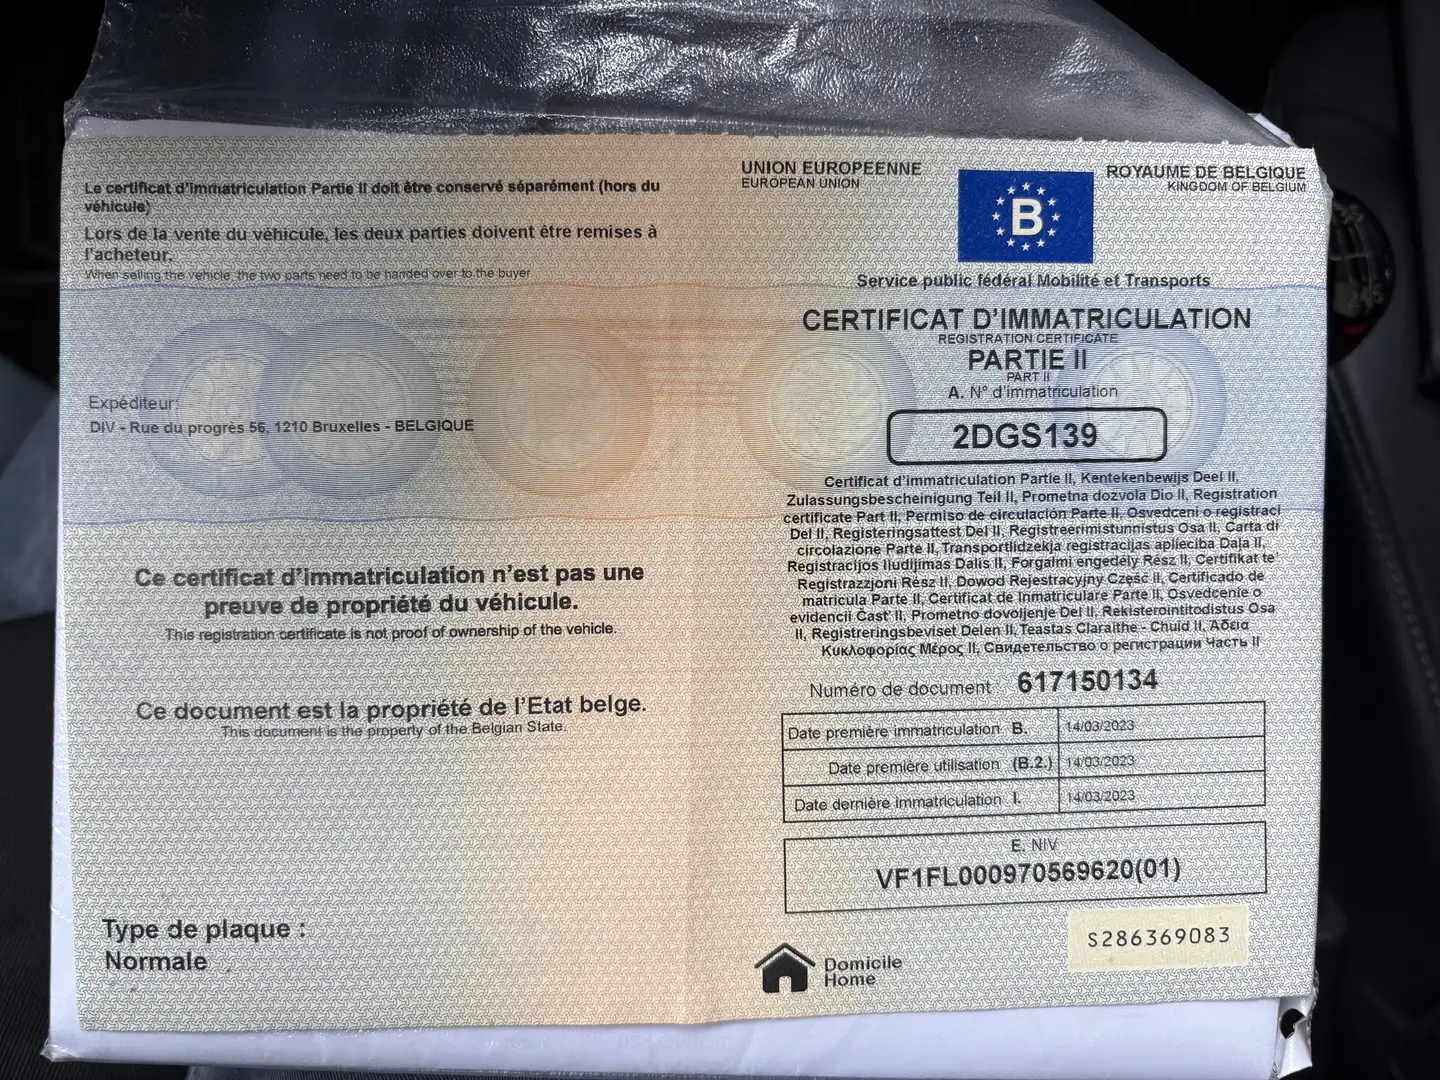 Le certificat d'immatriculation Partie II doit être conservé séparément (hors du
véhicule)
Lors de la vente du véhicule, les deux parties doivent être remises à
l'acheteur.
When selling the vehicle, the two parts need to be handed over to the buyer
Expéditeur:
DIV - Rue du progrès 56, 1210 Bruxelles - BELGIQUE
Ce certificat d'immatriculation n'est pas une
preuve de propriété du véhicule.
This registration certificate is not proof of ownership of the vehicle.
Ce document est la propriété de l'Etat belge.
This document is the property of the Belgian State.
Type de plaque :
Normale
UNION EUROPEENNE
EUROPEAN UNION
B
ROYAUME DE BELGIQUE
KINGDOM OF BELGIUM
Service public fédéral Mobilité et Transports
CERTIFICAT D'IMMATRICULATION
REGISTRATION CERTIFICATE
PARTIE II
PART II
A. N° d'immatriculation
2DGS139
Certificat d'immatriculation Partie II, Kentekenbewijs Deel II,
Zulassungsbescheinigung Teil II, Prometna dozvola Dio II, Registration
certificate Part II, Permiso de circulación Parte II, Osvedceni o registraci
Del II, Registeringsattest Del II, Registreerimistunnistus Osa II, Carta di
circolazione Parte II, Transportlidzekja registracijas aplieciba Daļa II,
Registracijos liudijimas Dalis II, Forgalmi engedély Rész II, Certifikat te'
Registrazzjoni Rész II, Dowod Rejestracyjny Część II, Certificado de
matricula Parte II, Certificat de Inmatriculare Parte II, Osvedcenie o
evidencii Časť II, Prometno dovoljenje Del II, Rekisterointitodistus Osa
II, Registreringsbeviset Delen II, Teastas Claraithe - Chuid II, Αδεια
Κυκλοφορίας Μέρος II, Свидетельство о регистрации Часть II
Numéro de document 617150134
Date première immatriculation B. 14/03/2023
Date première utilisation (B.2.) 14/03/2023
Date dernière immatriculation I. 14/03/2023
E. NIV
VF1FL000970569620(01)
S286369083
Domicile
Home